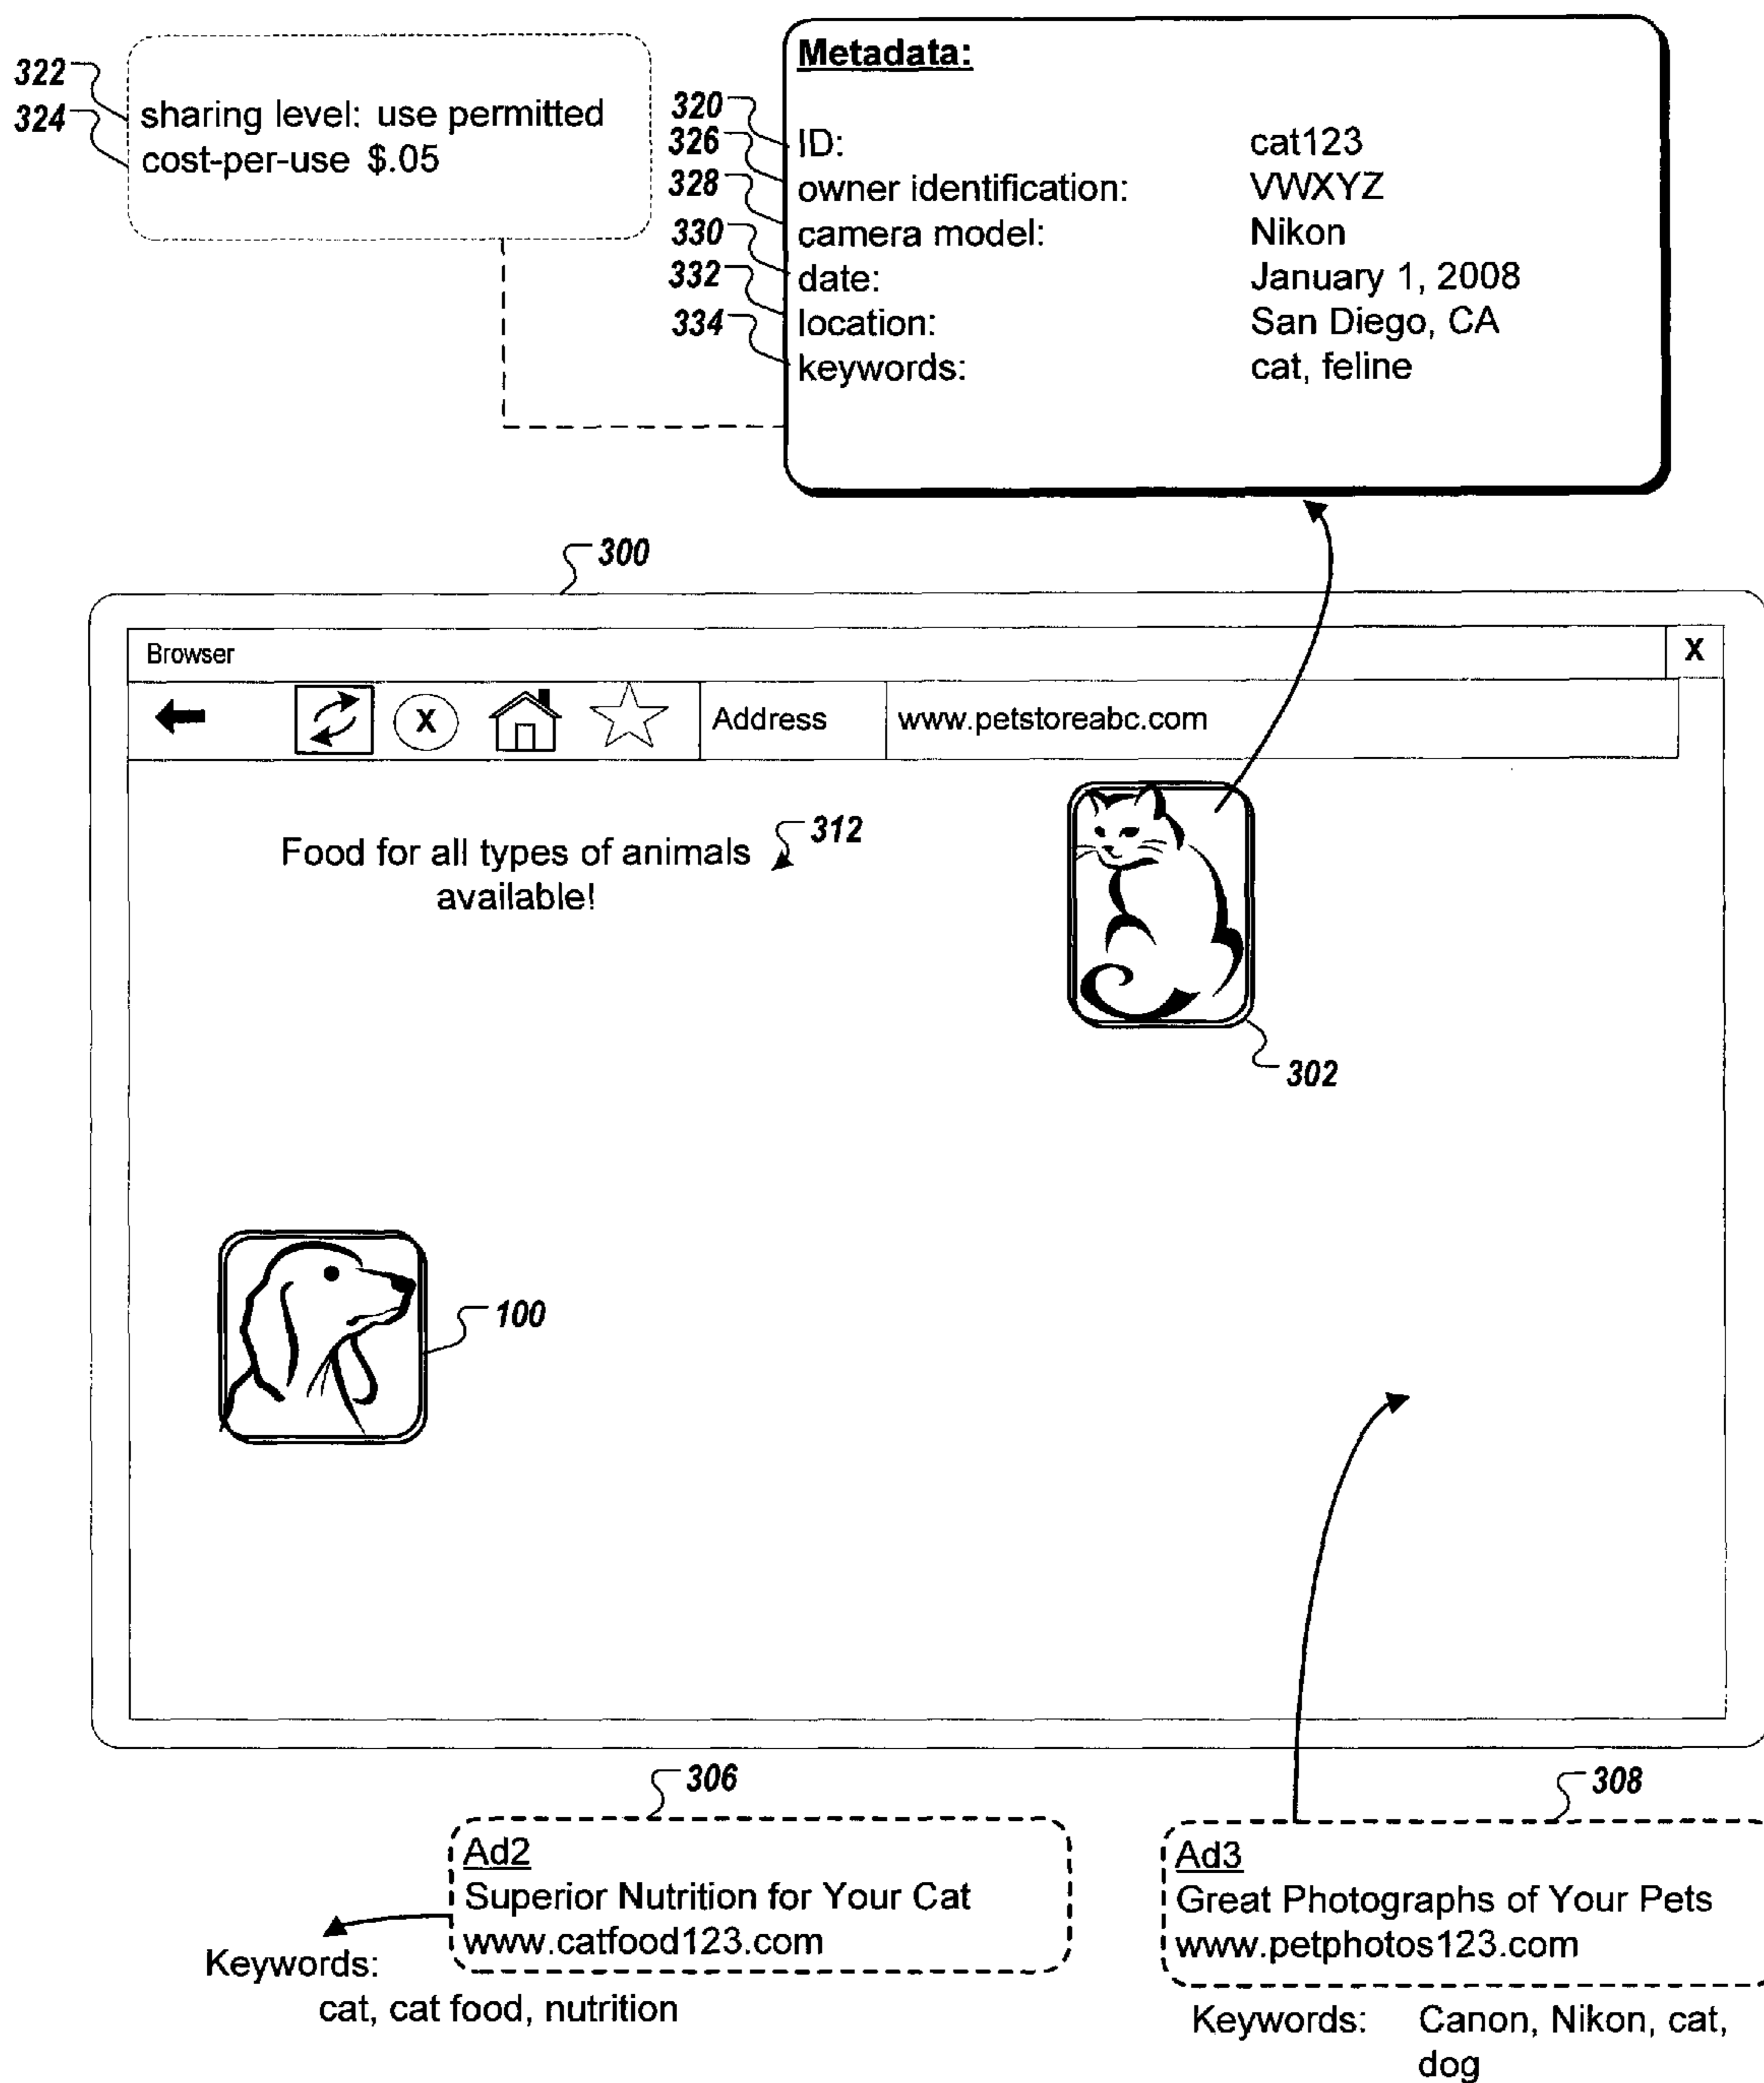 322
324
sharing level: use permitted
cost-per-use $.05
Metadata:
320
326
328
330
332
334
ID: cat123
owner identification: VWXYZ
camera model: Nikon
date: January 1, 2008
location: San Diego, CA
keywords: cat, feline
300
Browser X
X Address www.petstoreabc.com
Food for all types of animals
available!
312
302
100
306
Ad2
Superior Nutrition for Your Cat
www.catfood123.com
Keywords:
cat, cat food, nutrition
308
Ad3
Great Photographs of Your Pets
www.petphotos123.com
Keywords: Canon, Nikon, cat,
dog